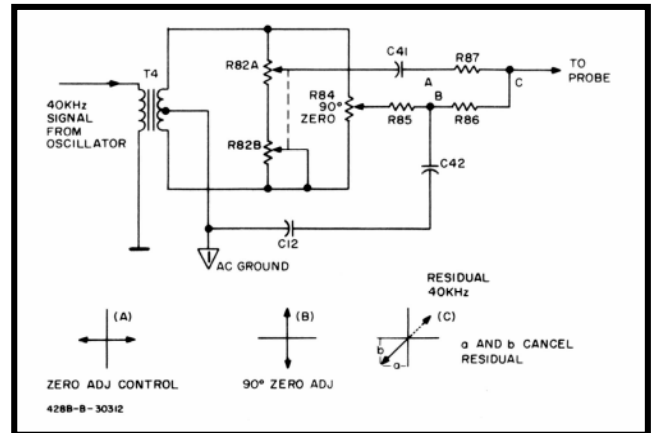 T4
40KHz
SIGNAL
FROM
OSCILLATOR
R82A
R82B
R84
90°
ZERO
C41
R87
A
B
C
R85
R86
TO
PROBE
C42
C12
AC GROUND
(A)
ZERO ADJ CONTROL
(B)
90° ZERO ADJ
RESIDUAL
40KHz
(C)
b
a
a AND b CANCEL
RESIDUAL
428B-B-30312